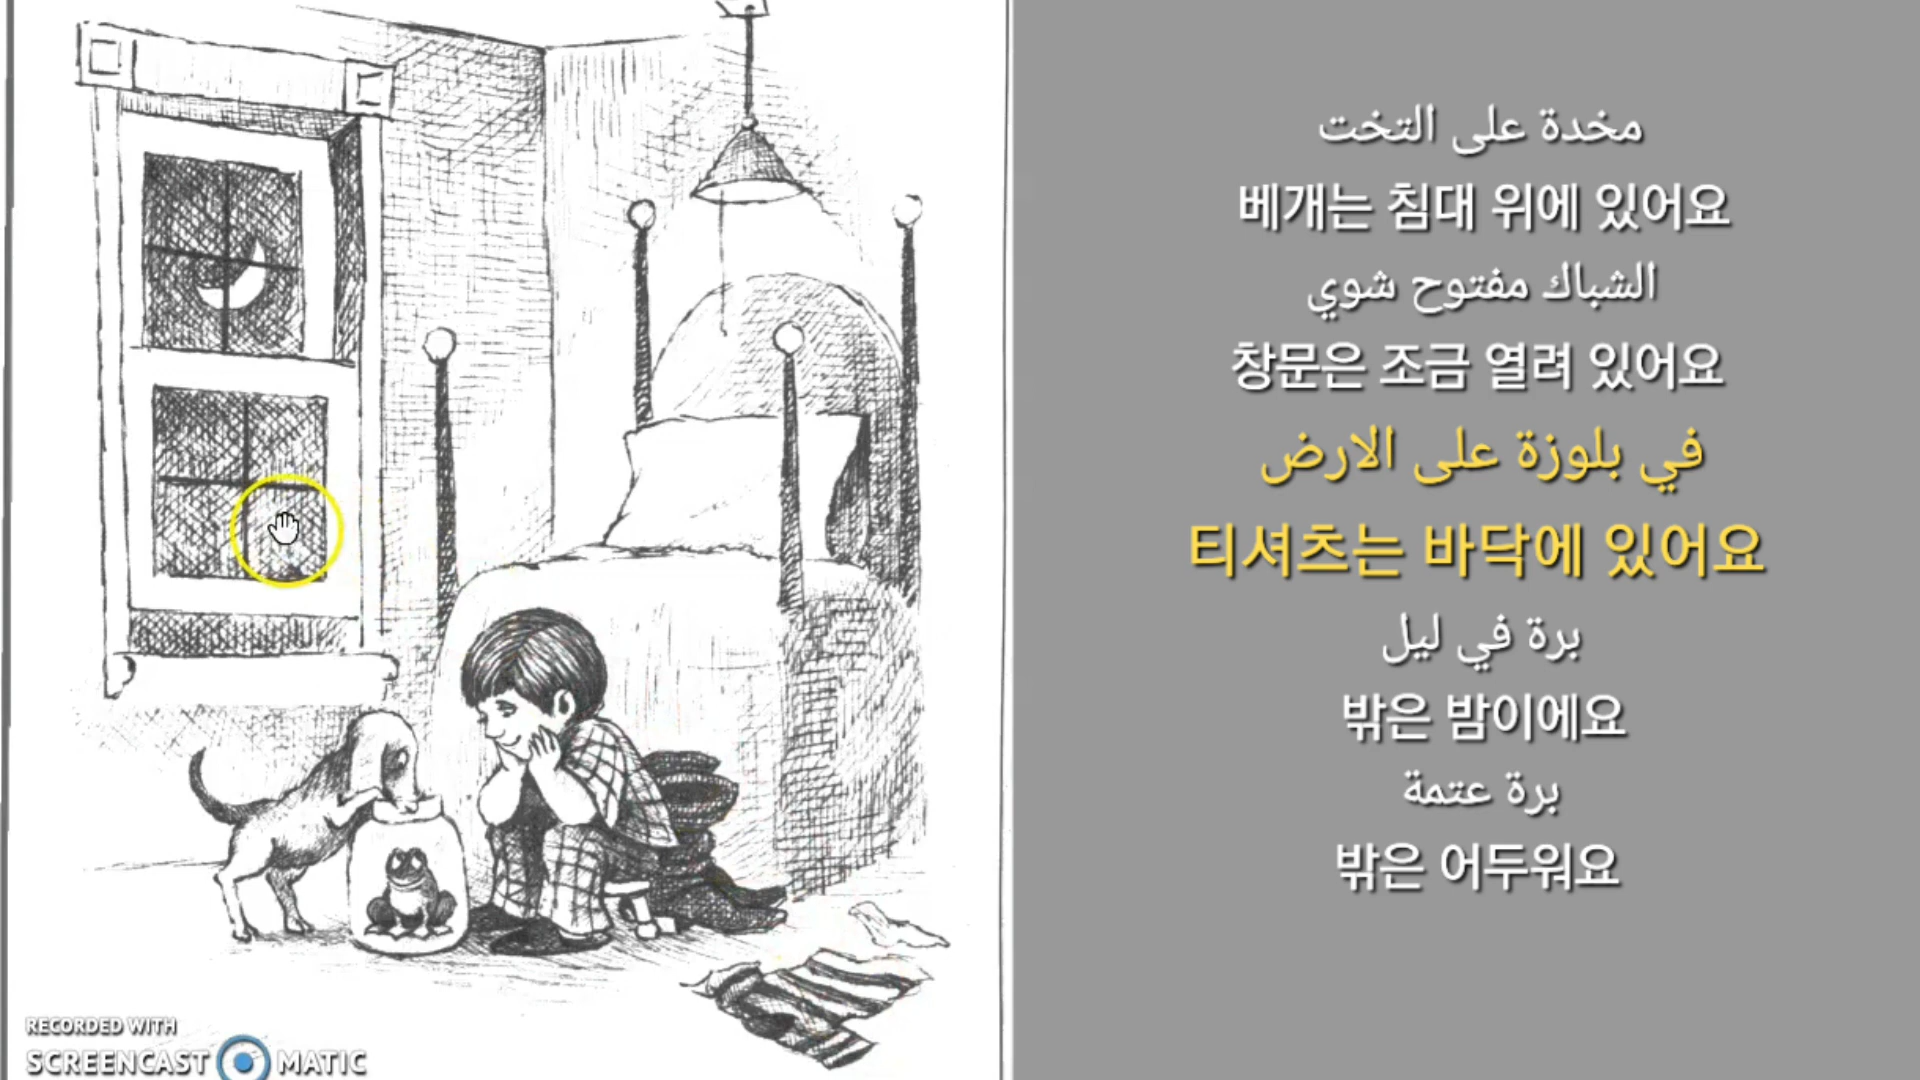 مخدة على التخت
베개는 침대 위에 있어요
الشباك مفتوح شوي
창문은 조금 열려 있어요
في بلوزة على الارض
티셔츠는 바닥에 있어요
برة في ليل
밖은 밤이에요
برة عتمة
밖은 어두워요
RECORDED WITH
SCREENCAST MATIC